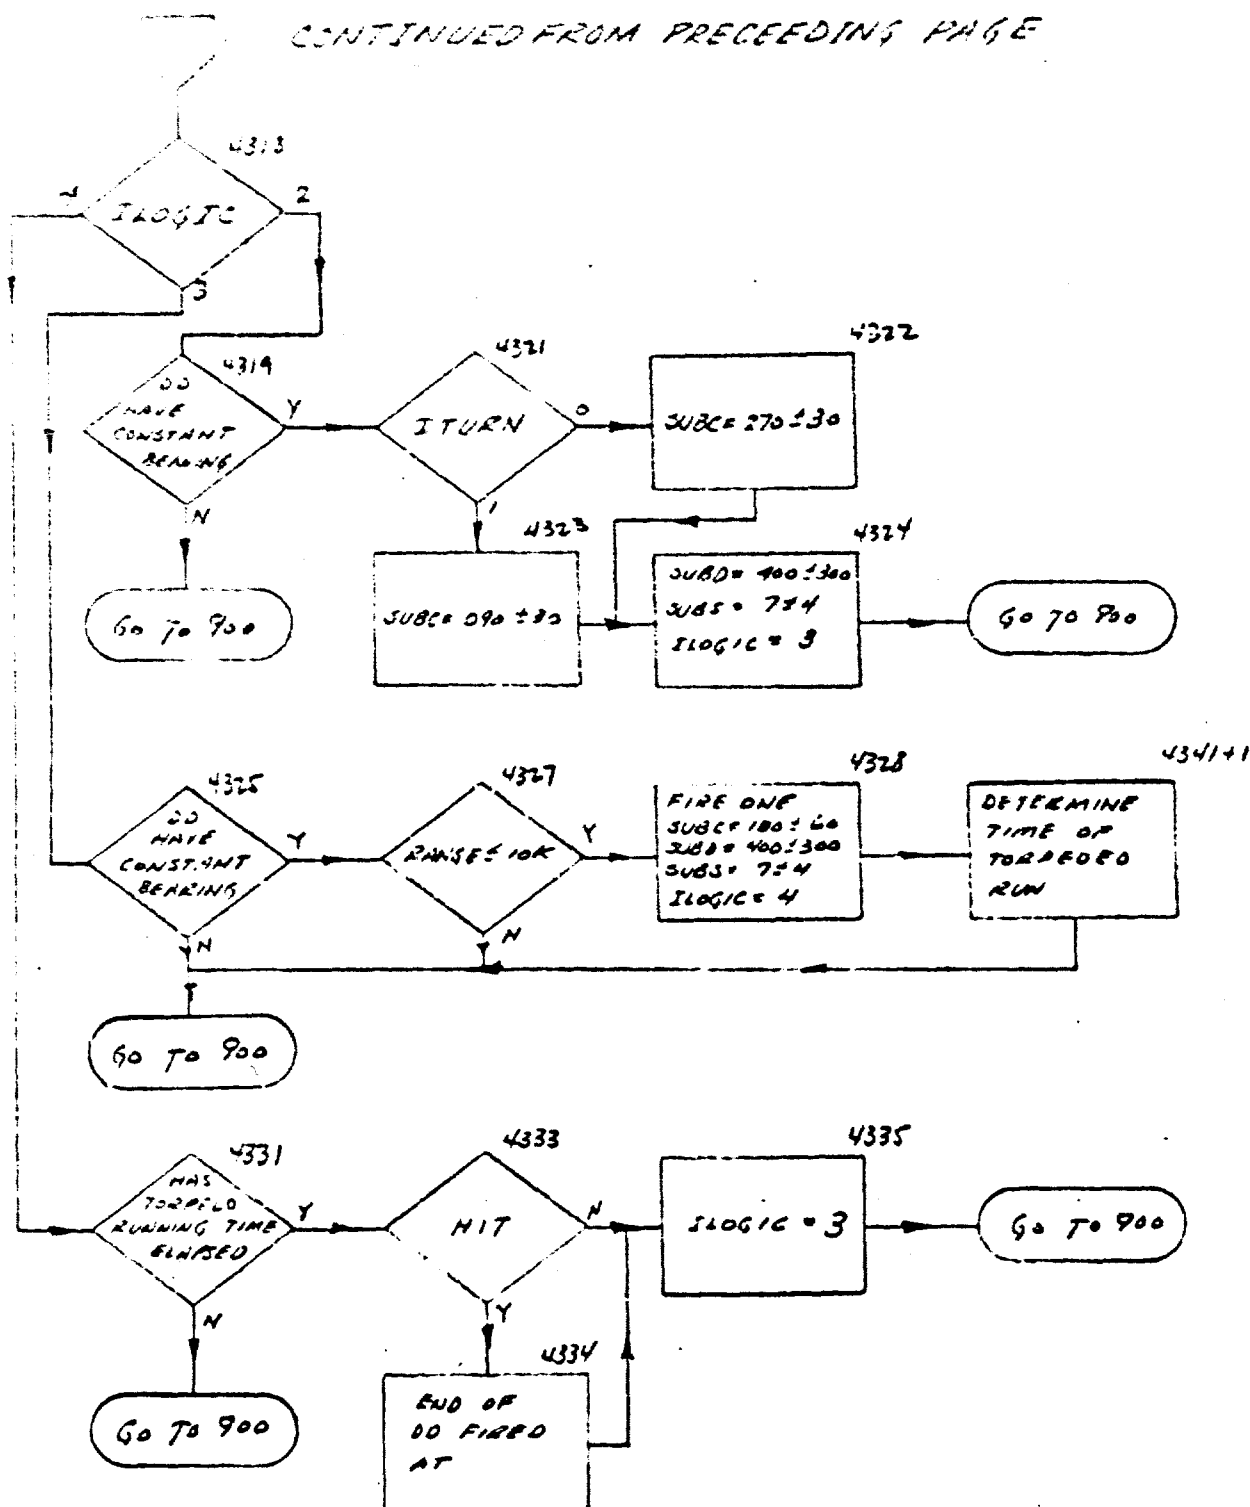 CONTINUED FROM PRECEEDING PAGE
4318
4
ILOGIC
2
3
4319
DD
HAVE
CONSTANT
BEARING
Y
N
GO TO 900
4321
ITURN
0
1
4322
SUBC = 270 ± 30
4323
SUBC = 090 ± 30
4324
SUBD = 400 ± 300
SUBS = 7 ± 4
ILOGIC = 3
GO TO 900
4325
DD
HAVE
CONSTANT
BEARING
Y
N
4327
RANGE ≤ 10K
Y
N
4328
FIRE ONE
SUBC = 180 ± 60
SUBD = 400 ± 300
SUBS = 7 ± 4
ILOGIC = 4
4341+1
DETERMINE
TIME OF
TORPEDED
RUN
GO TO 900
4331
HAS
TORPEDO
RUNNING TIME
ELAPSED
Y
N
GO TO 900
4333
HIT
N
Y
4334
END OF
DD FIRED
AT
4335
ILOGIC = 3
GO TO 900